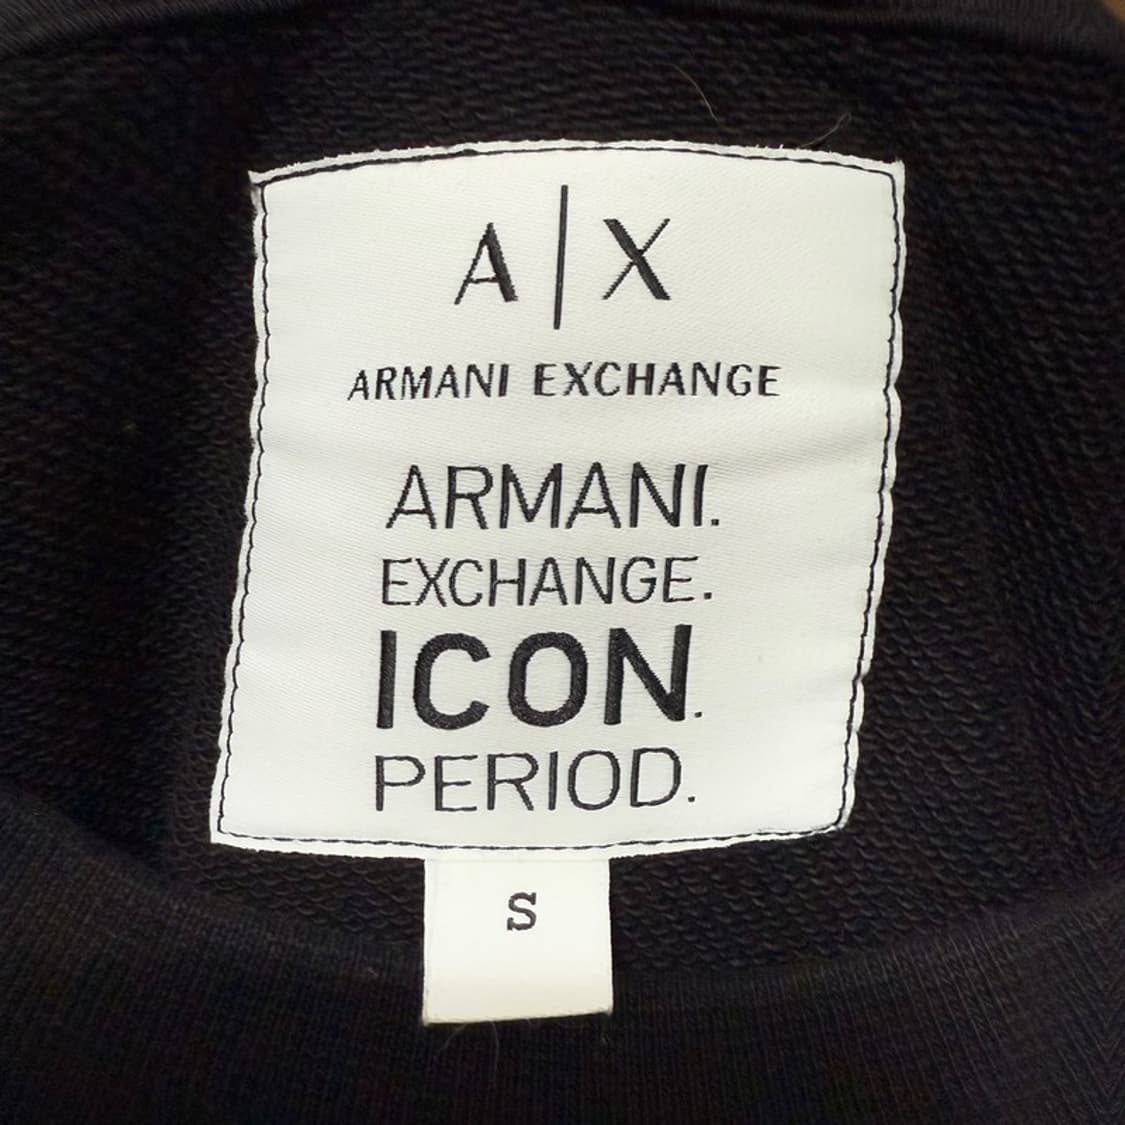 A|X
ARMANI EXCHANGE
ARMANI.
EXCHANGE.
ICON.
PERIOD.
S